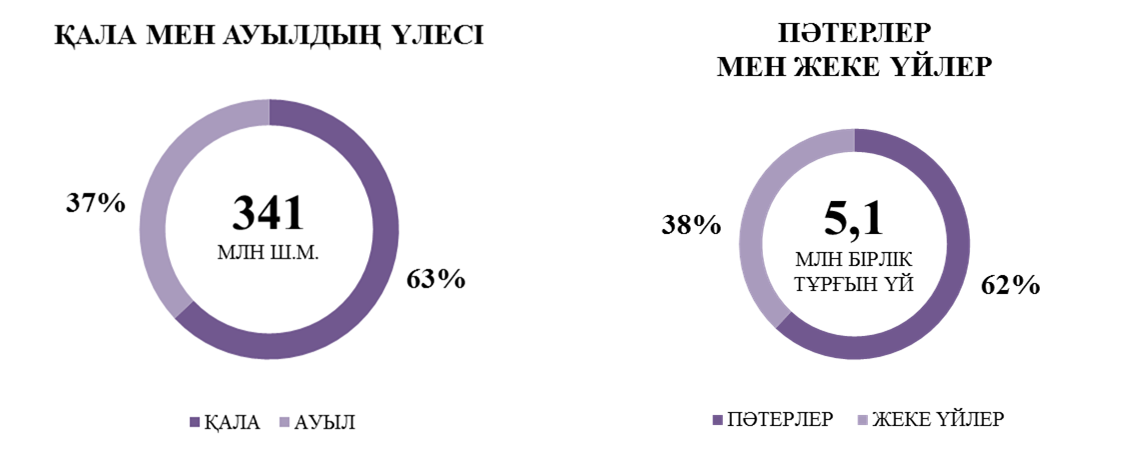 ҚАЛА МЕН АУЫЛДЫҢ ҮЛЕСІ
37%
341
МЛН Ш.М.
63%
ҚАЛА
АУЫЛ
ПӘТЕРЛЕР
МЕН ЖЕКЕ ҮЙЛЕР
38%
5,1
МЛН БІРЛІК
ТҰРҒЫН ҮЙ
62%
ПӘТЕРЛЕР
ЖЕКЕ ҮЙЛЕР